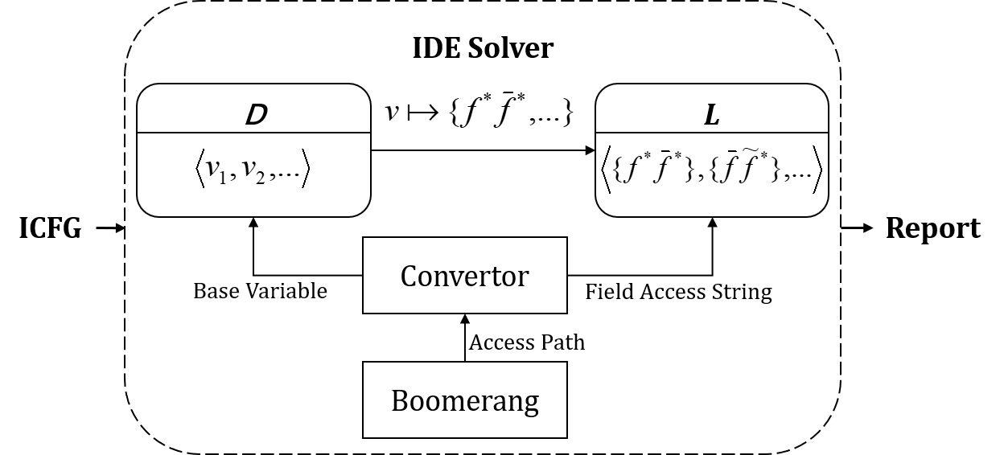 IDE Solver
D
v ↦ {f* f̄*,...}
L
⟨v₁, v₂,...⟩
⟨{f* f̄*},{f̄ f̃*},...⟩
ICFG
Report
Convertor
Base Variable
Field Access String
Access Path
Boomerang